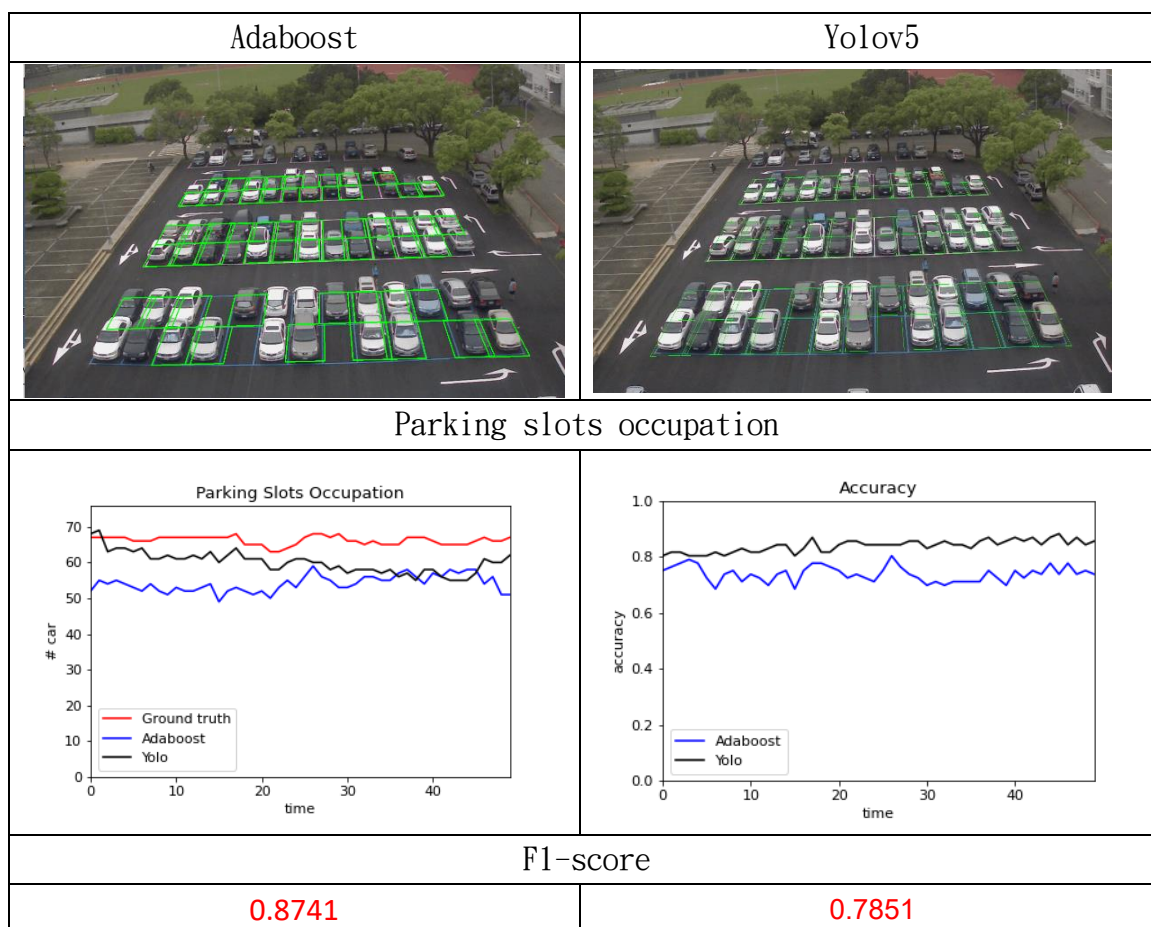 Adaboost
Yolov5
Parking slots occupation
Parking Slots Occupation
# car
70
60
50
40
30
20
10
0
Ground truth
Adaboost
Yolo
0 10 20 30 40
time
Accuracy
accuracy
1.0
0.8
0.6
0.4
0.2
0.0
Adaboost
Yolo
0 10 20 30 40
time
F1-score
0.8741
0.7851